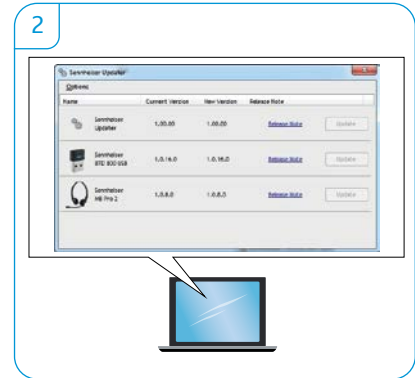 2
Sennheiser Updater
Options
Name Current Version New Version Release Note
Sennheiser Updater 1.00.00 1.00.00 Release Note Update
Sennheiser BTD 800 USB 1.0.16.0 1.0.16.0 Release Note Update
Sennheiser MB Pro 2 1.0.8.0 1.0.8.0 Release Note Update